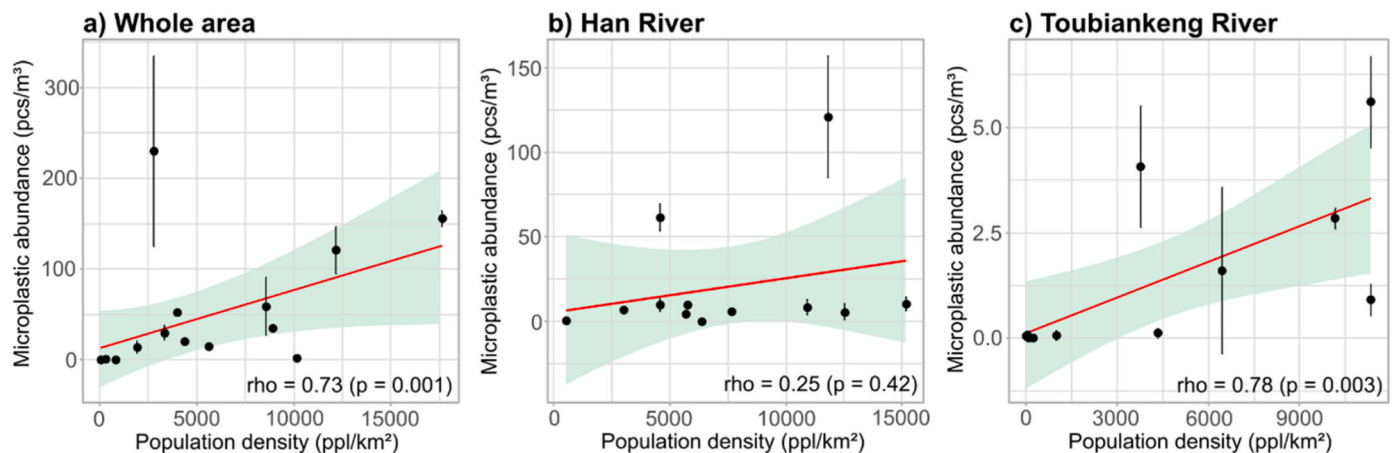 a) Whole area
Microplastic abundance (pcs/m³)
300
200
100
0
rho = 0.73 (p = 0.001)
0 5000 10000 15000
Population density (ppl/km²)
b) Han River
Microplastic abundance (pcs/m³)
150
100
50
0
rho = 0.25 (p = 0.42)
0 5000 10000 15000
Population density (ppl/km²)
c) Toubiankeng River
Microplastic abundance (pcs/m³)
5.0
2.5
0.0
rho = 0.78 (p = 0.003)
0 3000 6000 9000
Population density (ppl/km²)